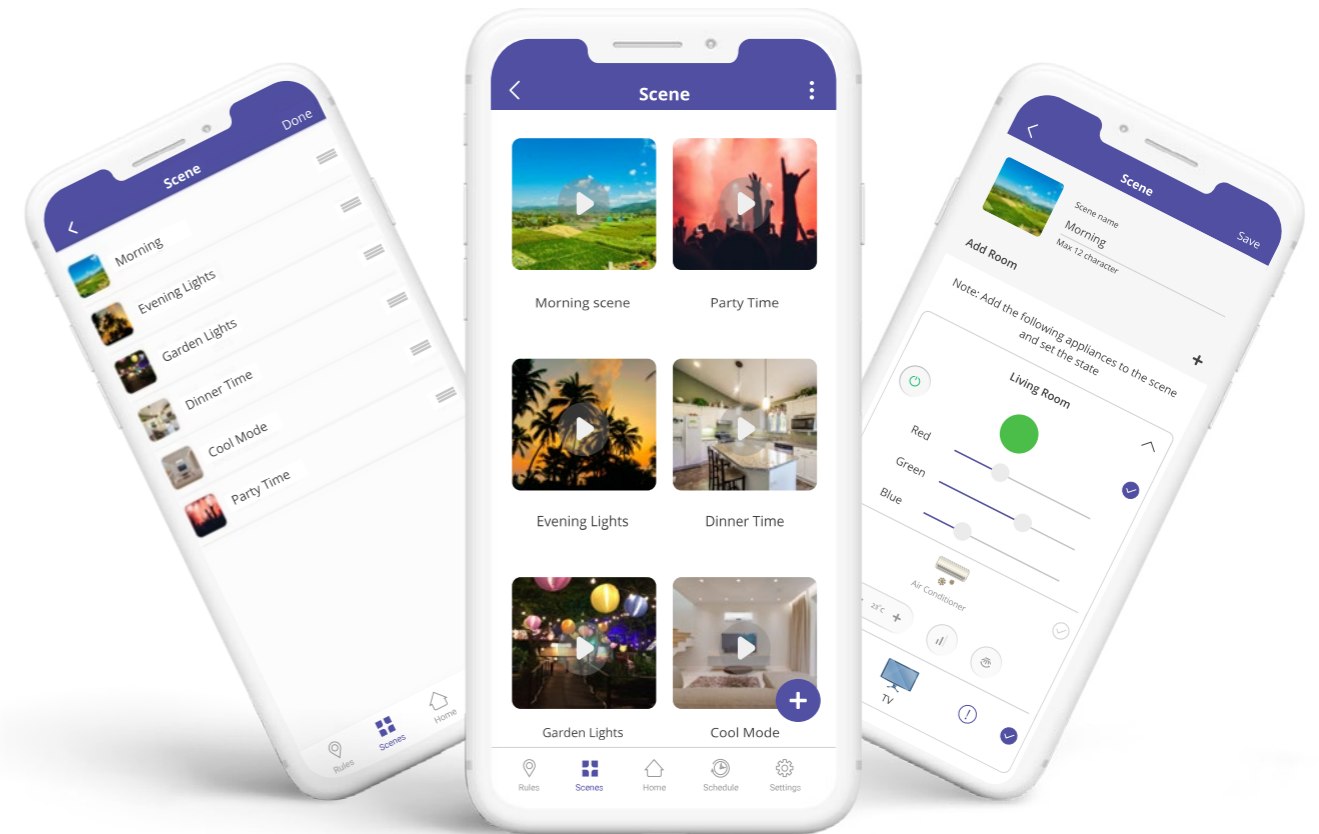 Done
Scene
Morning
Evening Lights
Garden Lights
Dinner Time
Cool Mode
Party Time
Rules
Scenes
Home
Scene
Morning scene
Party Time
Evening Lights
Dinner Time
Garden Lights
Cool Mode
Rules
Scenes
Home
Schedule
Settings
Scene
Save
Scene name
Morning
Max 12 character
Add Room
Note: Add the following appliances to the scene
and set the state
Living Room
Red
Green
Blue
Air Conditioner
23°C
TV